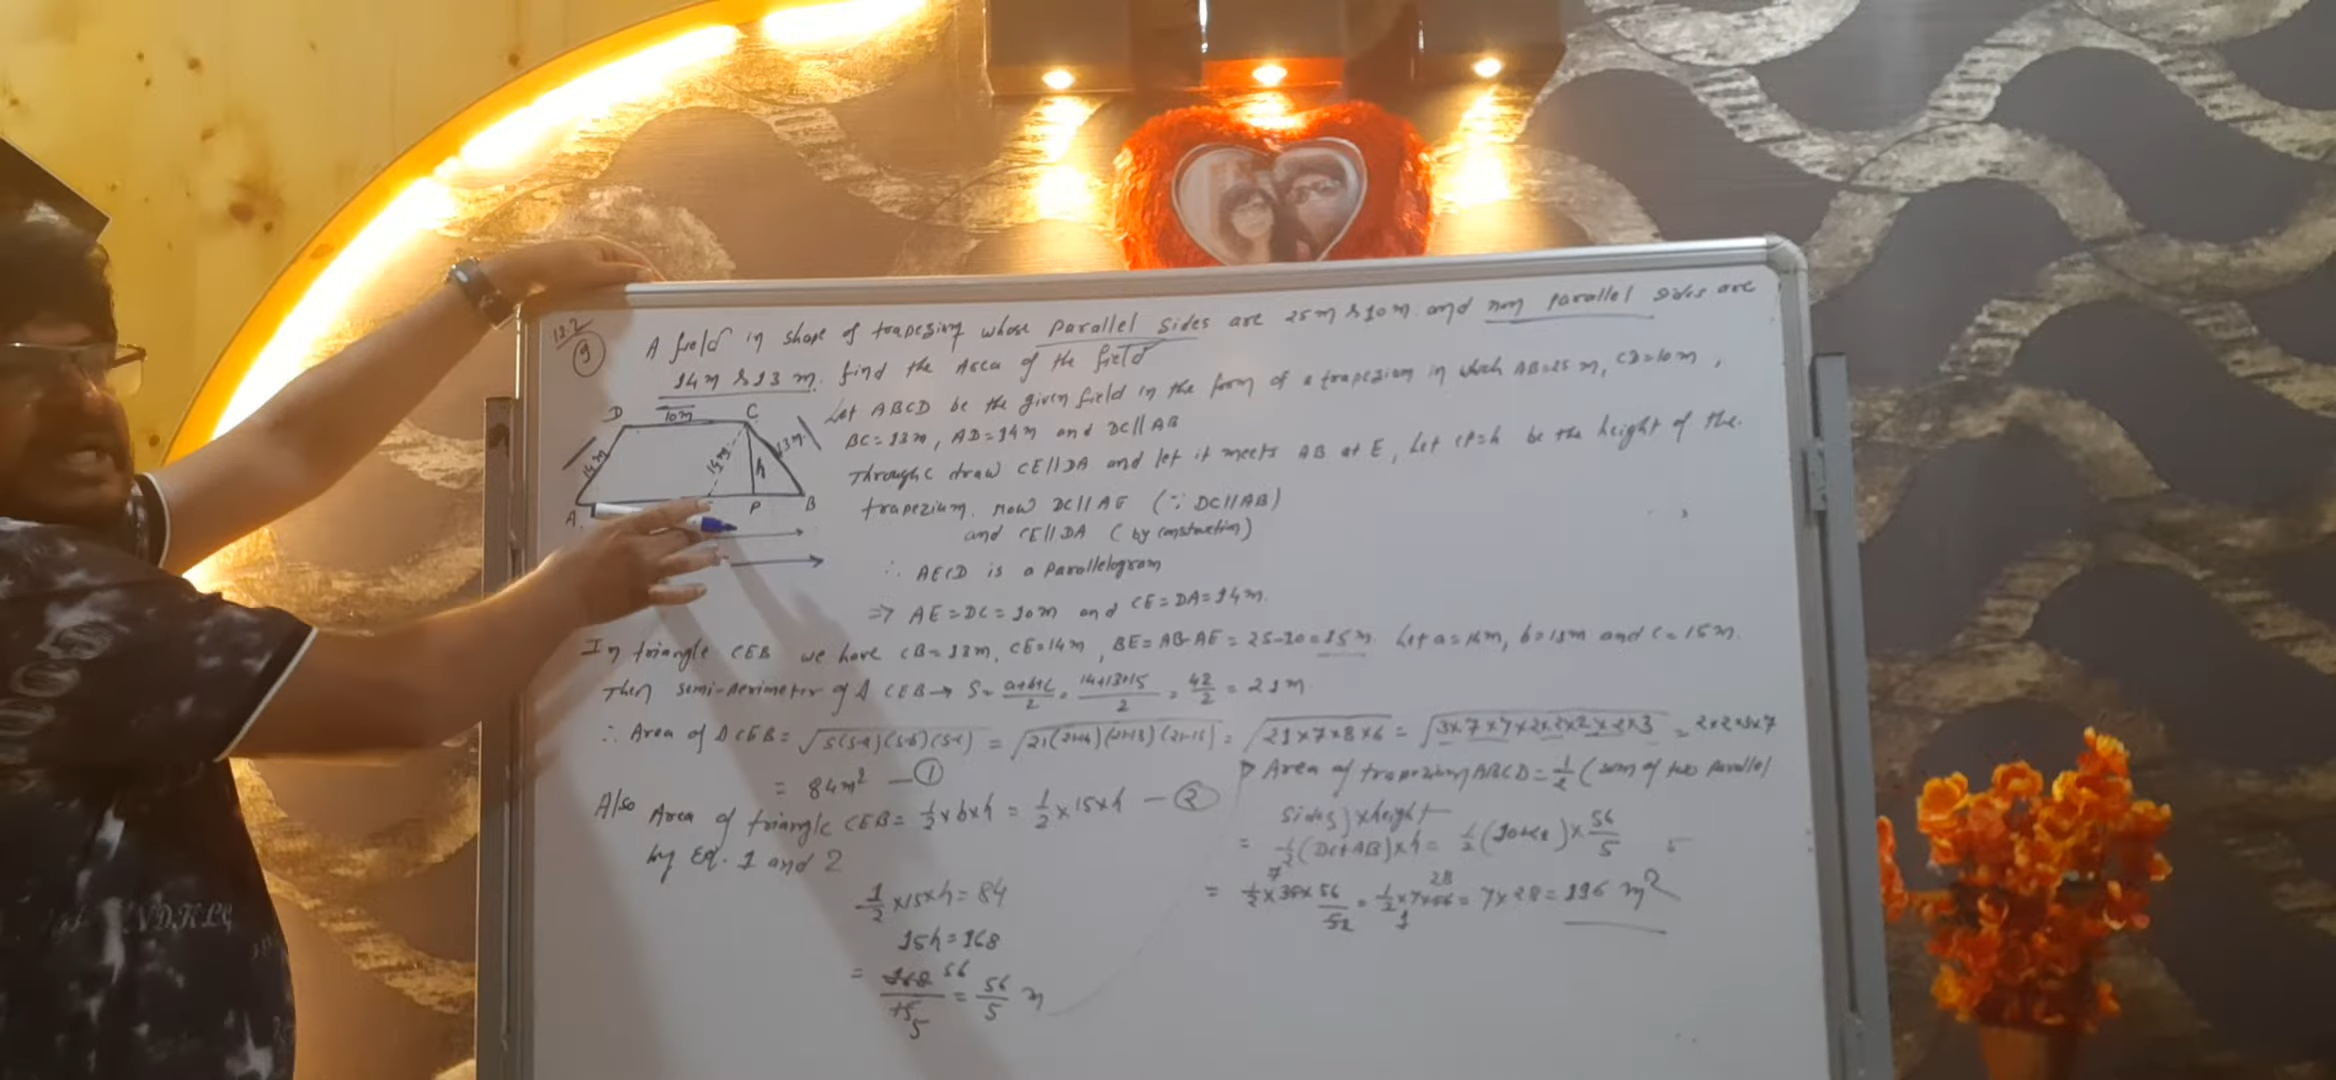 12.2
9
A field in shape of trapezium whose parallel sides are 25m & 10m. and non parallel sides are
14m & 13 m. find the Area of the field
Let ABCD be the given field in the form of a trapezium in which AB=25 m, CD=10m,
BC = 13m, AD=14m and DC||AB
Through C draw CE||DA and let it meets AB at E, Let CP=h be the height of the
trapezium. now DC||AE (∵ DC||AB)
and CE||DA (by construction)
∴ AECD is a Parallelogram
⇒ AE=DC=10m and CE=DA=14m.
D 10m C
14m 14m h 13m
A P B
In triangle CEB we have CB=13m, CE=14m, BE=AB-AE=25-10=15m. Let a=14m, b=13m and c=15m.
Then semi-perimeter of Δ CEB → S= a+b+c/2 = 14+13+15/2 = 42/2 = 21m
∴ Area of Δ CEB = √s(s-a)(s-b)(s-c) = √21(21-14)(21-13)(21-15) = √21×7×8×6 = √3×7×7×2×2×2×2×3 = 2×2×3×7
= 84m² — 1
Also Area of triangle CEB = 1/2×b×h = 1/2×15×h — 2
by Eq. 1 and 2
1/2×15×h=84
15h=168
= 168 56/15 5 = 56/5 m
Area of trapezium ABCD = 1/2 (sum of two parallel
sides) × height
= 1/2 (DC+AB)×h = 1/2 (10+25) × 56/5
= 1/2 × 35 7 × 56/5 1 = 1/2 1 × 7 × 56 28 = 7×28 = 196 m²